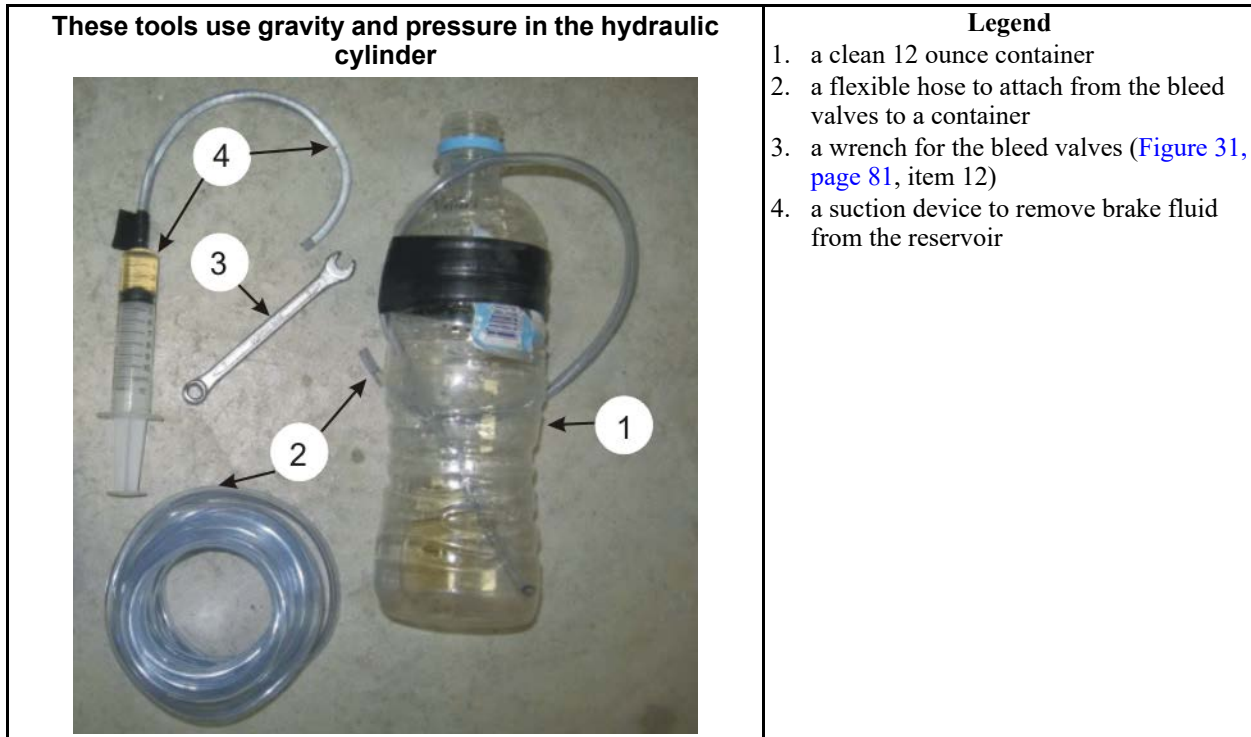 These tools use gravity and pressure in the hydraulic
cylinder
4
3
2
1
Legend
1. a clean 12 ounce container
2. a flexible hose to attach from the bleed
valves to a container
3. a wrench for the bleed valves (Figure 31,
page 81, item 12)
4. a suction device to remove brake fluid
from the reservoir